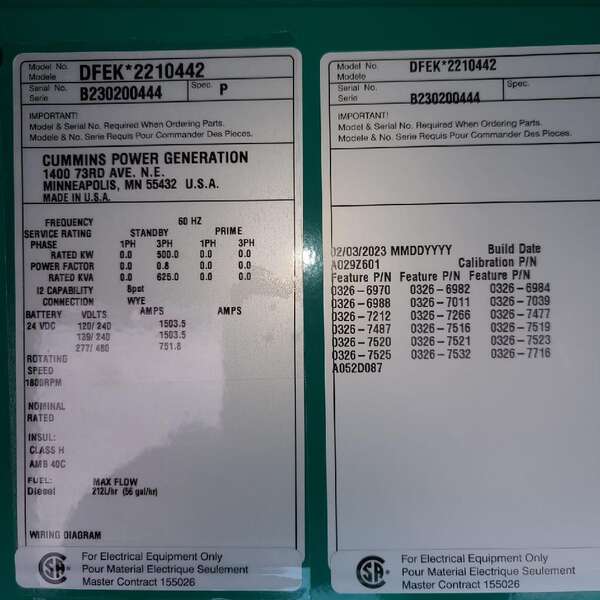 Model No. DFEK*2210442
Modele
Serial No. B230200444 Spec. P
Serie
IMPORTANT!
Model & Serial No. Required When Ordering Parts.
Modele & No. Serie Requis Pour Commander Des Pieces.
CUMMINS POWER GENERATION
1400 73RD AVE. N.E.
MINNEAPOLIS, MN 55432 U.S.A.
MADE IN U.S.A.
FREQUENCY 60 HZ
SERVICE RATING STANDBY PRIME
PHASE 1PH 3PH 1PH 3PH
RATED KW 0.0 500.0 0.0 0.0
POWER FACTOR 0.0 0.8 0.0 0.0
RATED KVA 0.0 625.0 0.0 0.0
I2 CAPABILITY 8pst
CONNECTION WYE
BATTERY VOLTS AMPS AMPS
24 VDC 120/ 240 1503.5
139/ 240 1503.5
277/ 480 751.8
ROTATING
SPEED
1800RPM
NOMINAL
RATED
INSUL:
CLASS H
AMB 40C
FUEL: MAX FLOW
Diesel 212L/hr (56 gal/hr)
WIRING DIAGRAM
For Electrical Equipment Only
Pour Material Electrique Seulement
Master Contract 155026
Model No. DFEK*2210442
Modele
Serial No. B230200444 Spec.
Serie
IMPORTANT!
Model & Serial No. Required When Ordering Parts.
Modele & No. Serie Requis Pour Commander Des Pieces.
02/03/2023 MMDDYYYY Build Date
A029Z601 Calibration P/N
Feature P/N Feature P/N Feature P/N
0326-6970 0326-6982 0326-6984
0326-6988 0326-7011 0326-7039
0326-7212 0326-7266 0326-7477
0326-7487 0326-7516 0326-7519
0326-7520 0326-7521 0326-7523
0326-7525 0326-7532 0326-7716
A052D087
For Electrical Equipment Only
Pour Material Electrique Seulement
Master Contract 155026